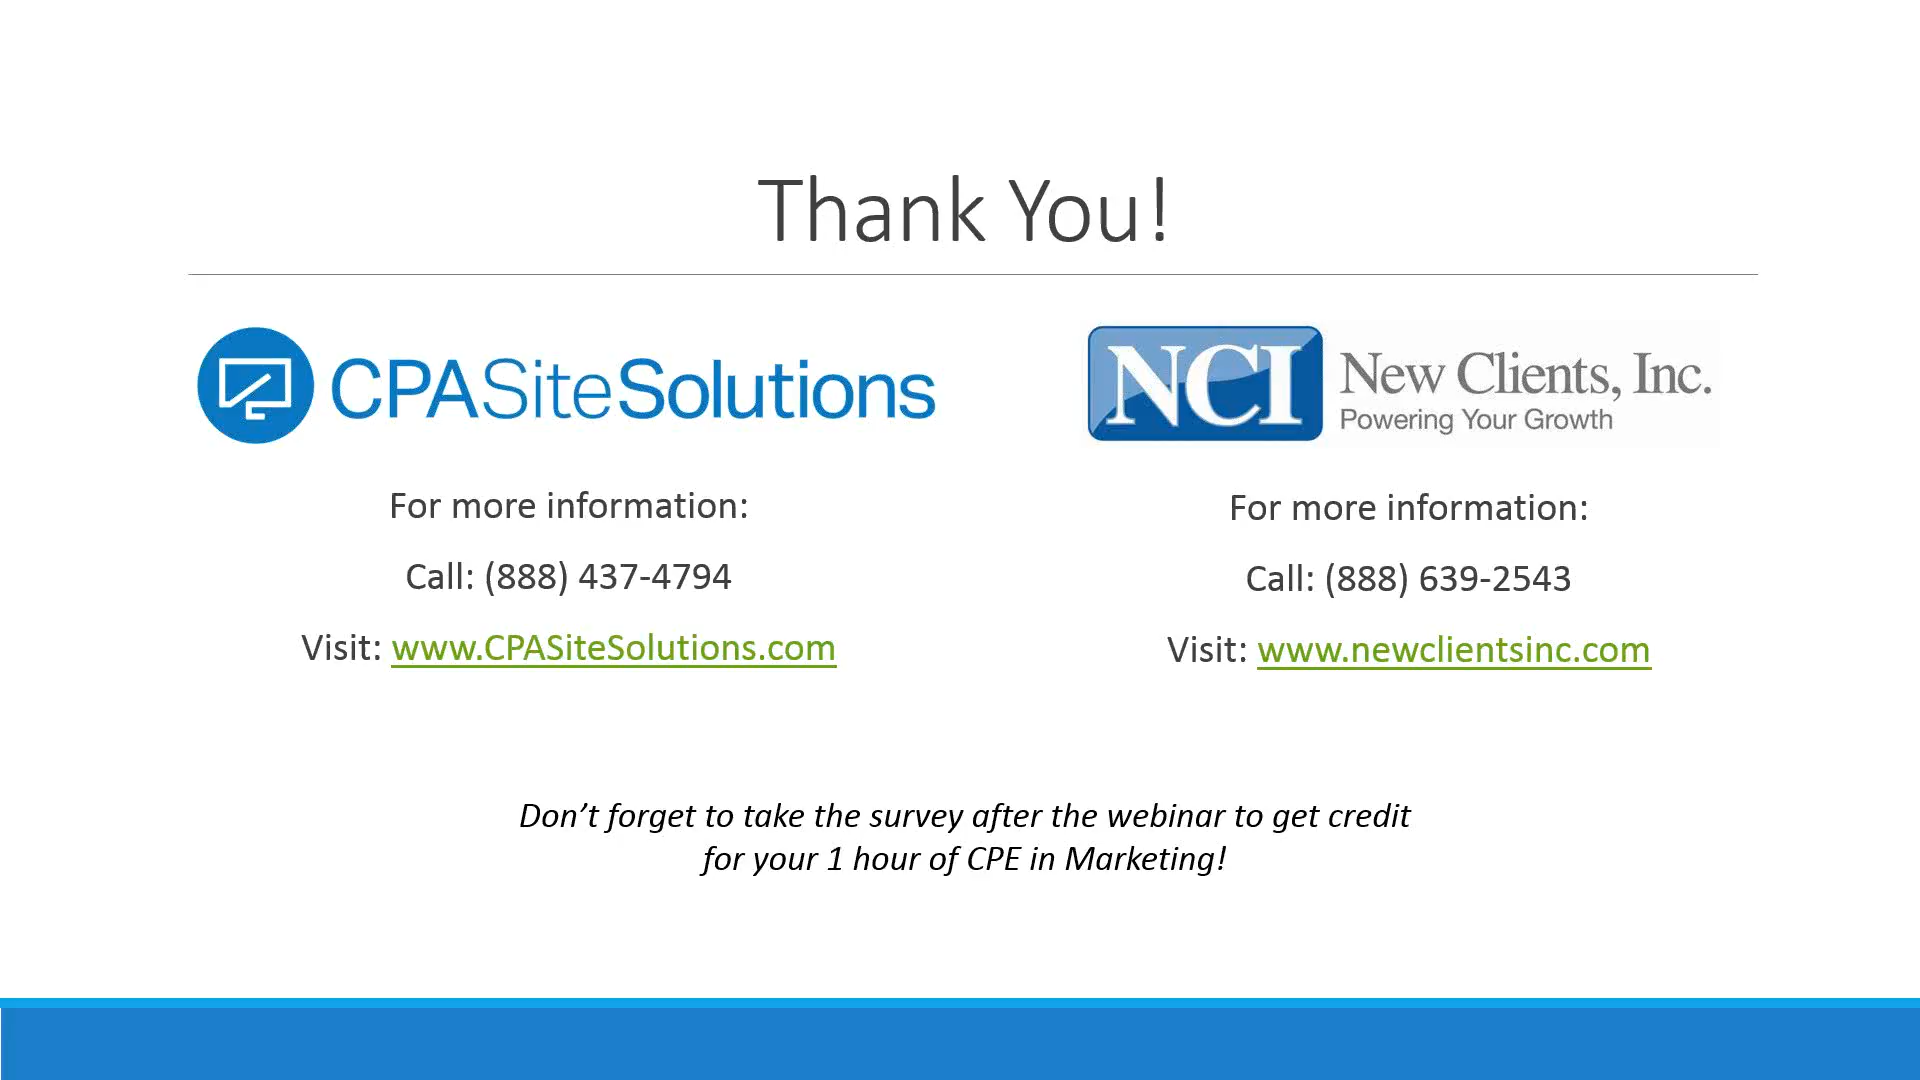 Thank You!
CPASiteSolutions
For more information:
Call: (888) 437-4794
Visit: www.CPASiteSolutions.com
NCI
New Clients, Inc.
Powering Your Growth
For more information:
Call: (888) 639-2543
Visit: www.newclientsinc.com
Don’t forget to take the survey after the webinar to get credit
for your 1 hour of CPE in Marketing!